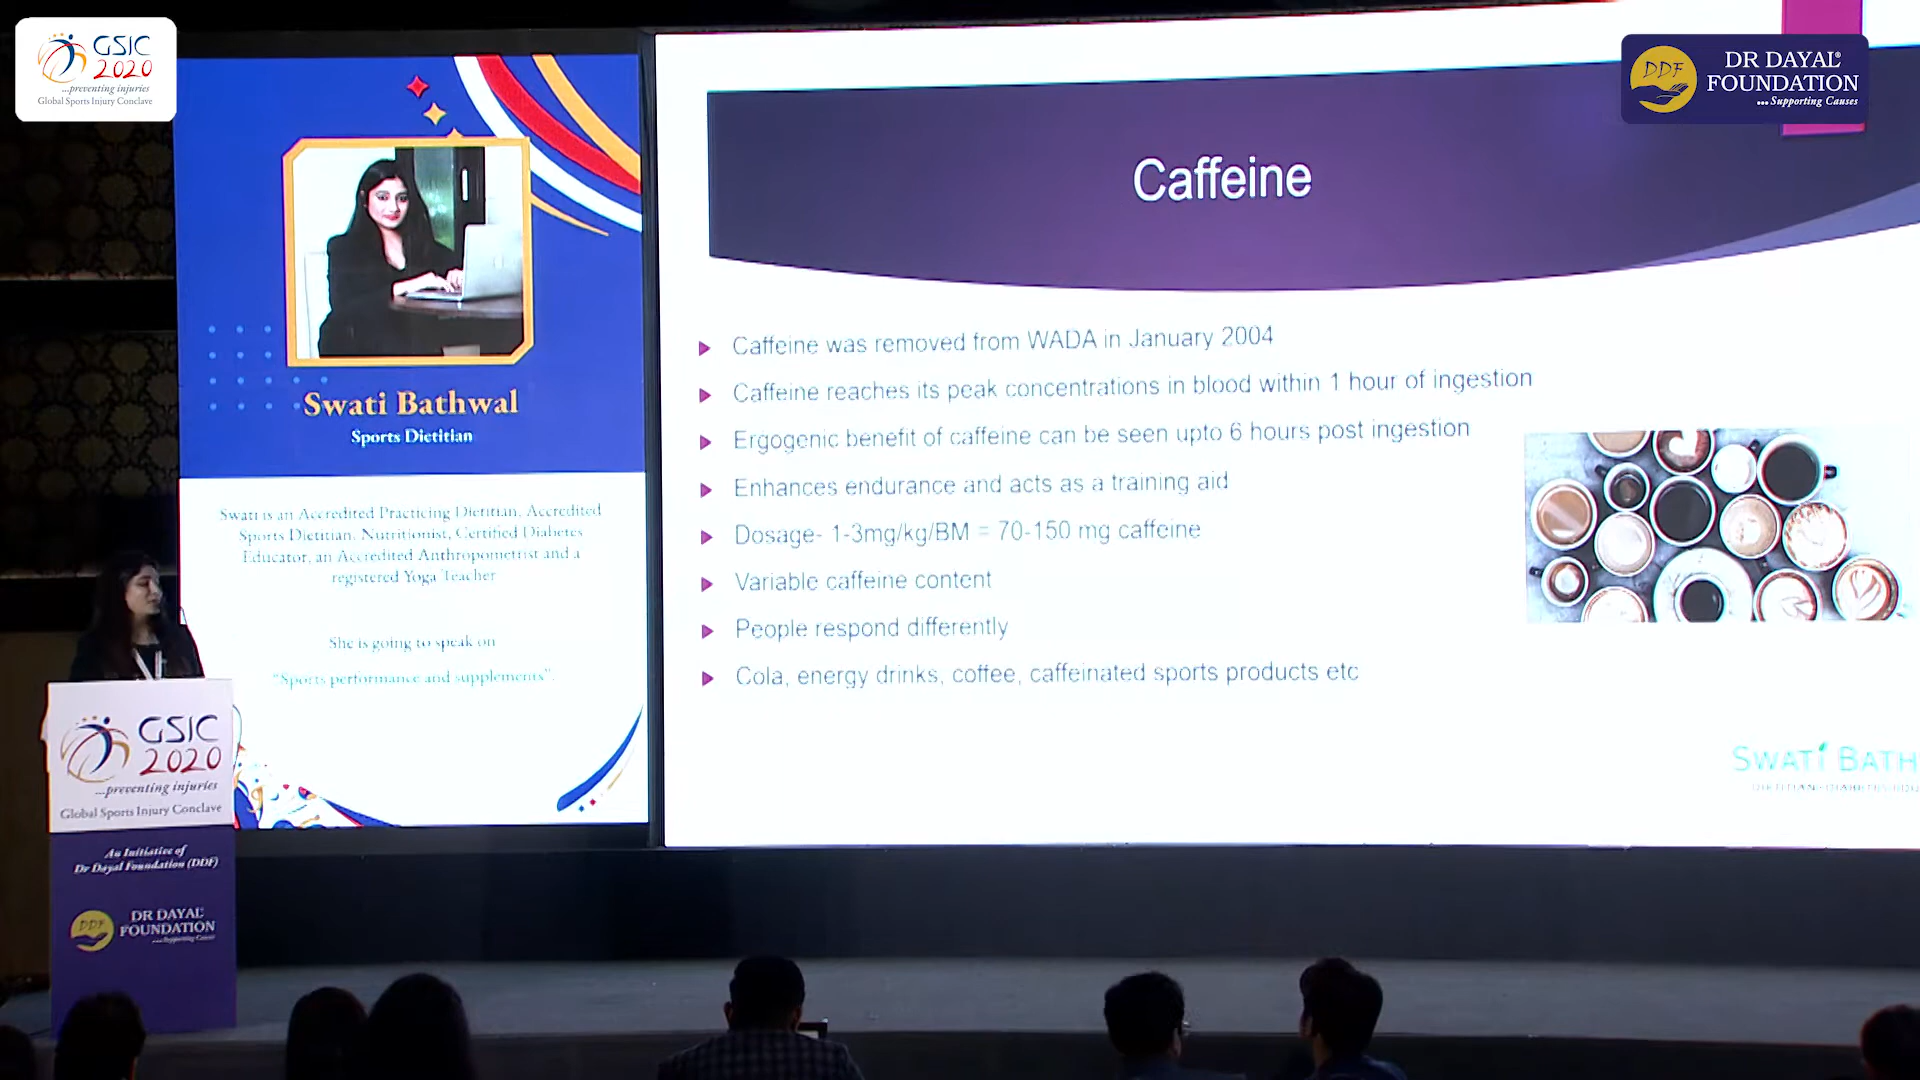 GSIC
2020
...preventing injuries
Global Sports Injury Conclave
DDF
DR DAYAL
FOUNDATION
... Supporting Causes
Swati Bathwal
Sports Dietitian
Swati is an Accredited Practicing Dietitian, Accredited
Sports Dietitian, Nutritionist, Certified Diabetes
Educator, an Accredited Anthropometrist and a
registered Yoga Teacher
She is going to speak on
"Sports performance and supplements".
Caffeine
Caffeine was removed from WADA in January 2004
Caffeine reaches its peak concentrations in blood within 1 hour of ingestion
Ergogenic benefit of caffeine can be seen upto 6 hours post ingestion
Enhances endurance and acts as a training aid
Dosage- 1-3mg/kg/BM = 70-150 mg caffeine
Variable caffeine content
People respond differently
Cola, energy drinks, coffee, caffeinated sports products etc
SWATI BATH
GSIC
2020
...preventing injuries
Global Sports Injury Conclave
An Initiative of
Dr Dayal Foundation (DDF)
DDF
DR DAYAL
FOUNDATION
... Supporting Causes